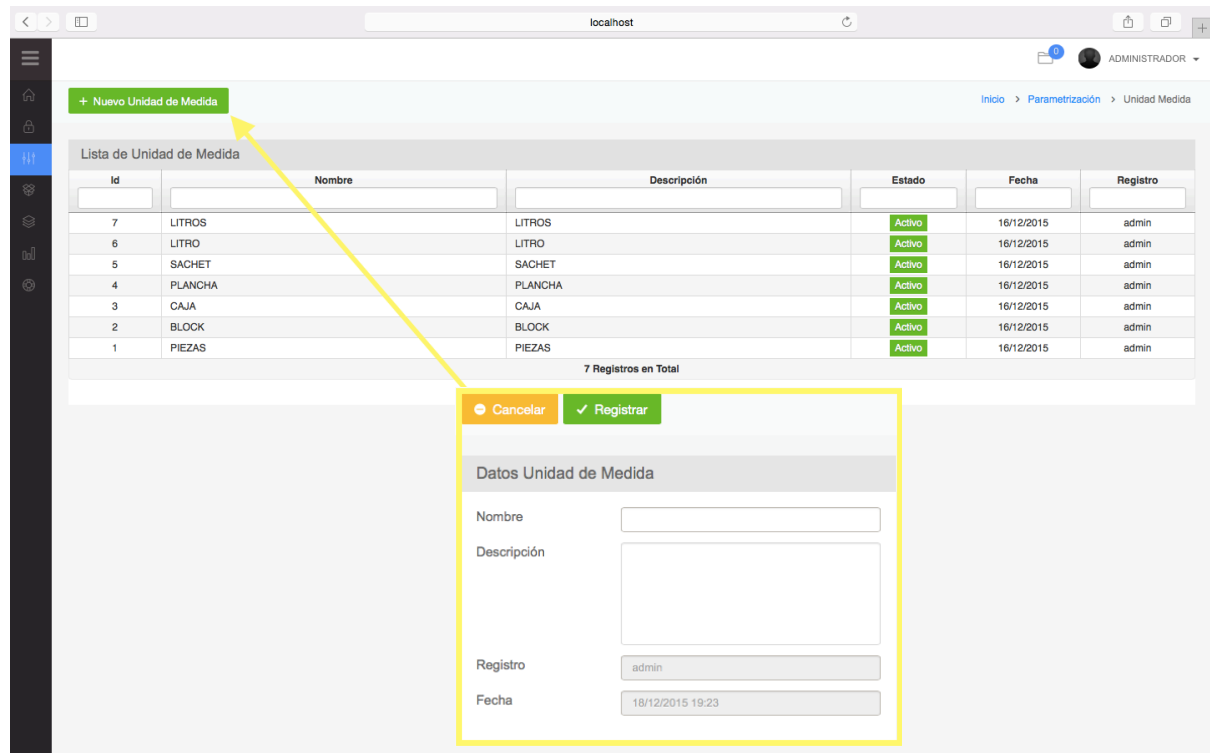 localhost
0
ADMINISTRADOR
+ Nuevo Unidad de Medida
Inicio > Parametrización > Unidad Medida
Lista de Unidad de Medida
Id Nombre Descripción Estado Fecha Registro
7 LITROS LITROS Activo 16/12/2015 admin
6 LITRO LITRO Activo 16/12/2015 admin
5 SACHET SACHET Activo 16/12/2015 admin
4 PLANCHA PLANCHA Activo 16/12/2015 admin
3 CAJA CAJA Activo 16/12/2015 admin
2 BLOCK BLOCK Activo 16/12/2015 admin
1 PIEZAS PIEZAS Activo 16/12/2015 admin
7 Registros en Total
Cancelar Registrar
Datos Unidad de Medida
Nombre
Descripción
Registro admin
Fecha 18/12/2015 19:23